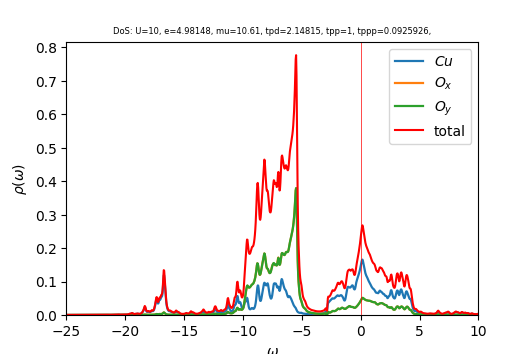 DoS: U=10, e=4.98148, mu=10.61, tpd=2.14815, tpp=1, tppp=0.0925926,
0.8
0.7
0.6
0.5
0.4
0.3
0.2
0.1
0.0
ρ(ω)
Cu
Oₓ
Oᵧ
total
−25 −20 −15 −10 −5 0 5 10
ω